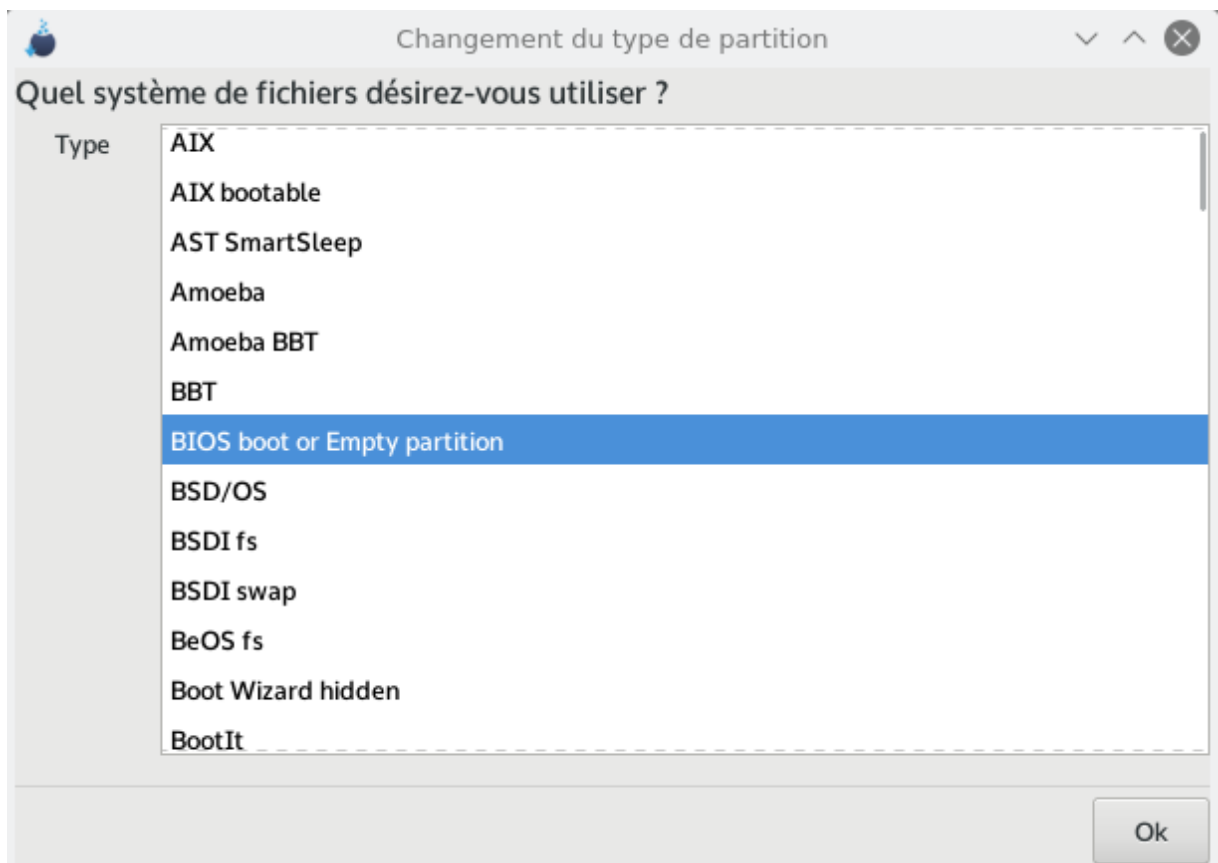 Changement du type de partition
Quel système de fichiers désirez-vous utiliser ?
Type
AIX
AIX bootable
AST SmartSleep
Amoeba
Amoeba BBT
BBT
BIOS boot or Empty partition
BSD/OS
BSDI fs
BSDI swap
BeOS fs
Boot Wizard hidden
BootIt
Ok